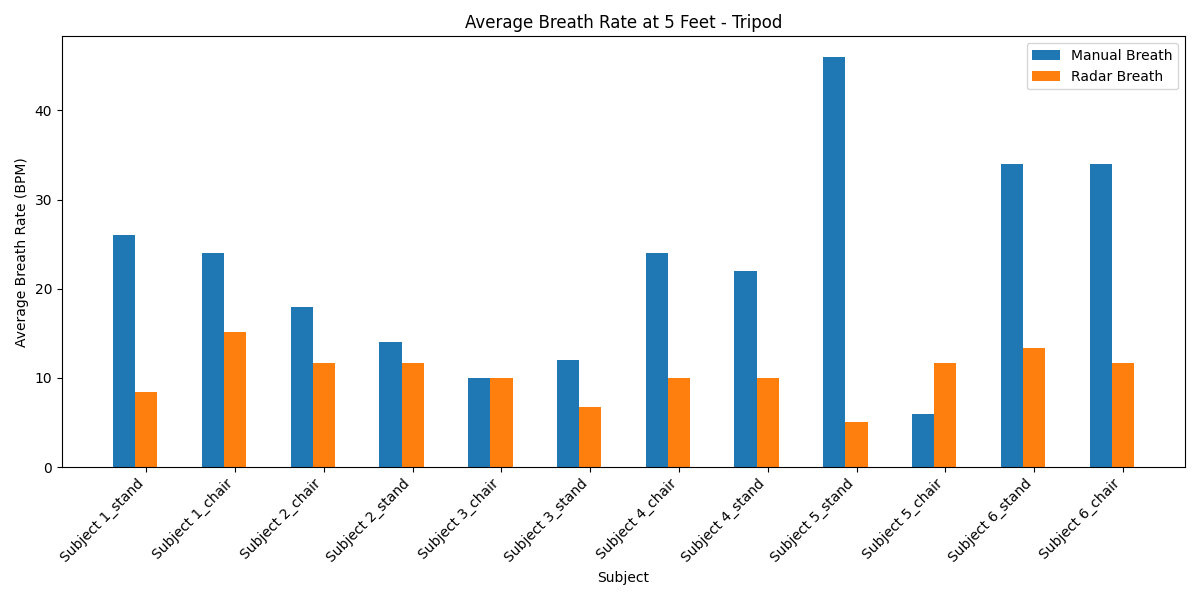 Average Breath Rate at 5 Feet - Tripod
Manual Breath
Radar Breath
Average Breath Rate (BPM)
40
30
20
10
0
Subject 1_stand
Subject 1_chair
Subject 2_chair
Subject 2_stand
Subject 3_chair
Subject 3_stand
Subject 4_chair
Subject 4_stand
Subject 5_stand
Subject 5_chair
Subject 6_stand
Subject 6_chair
Subject